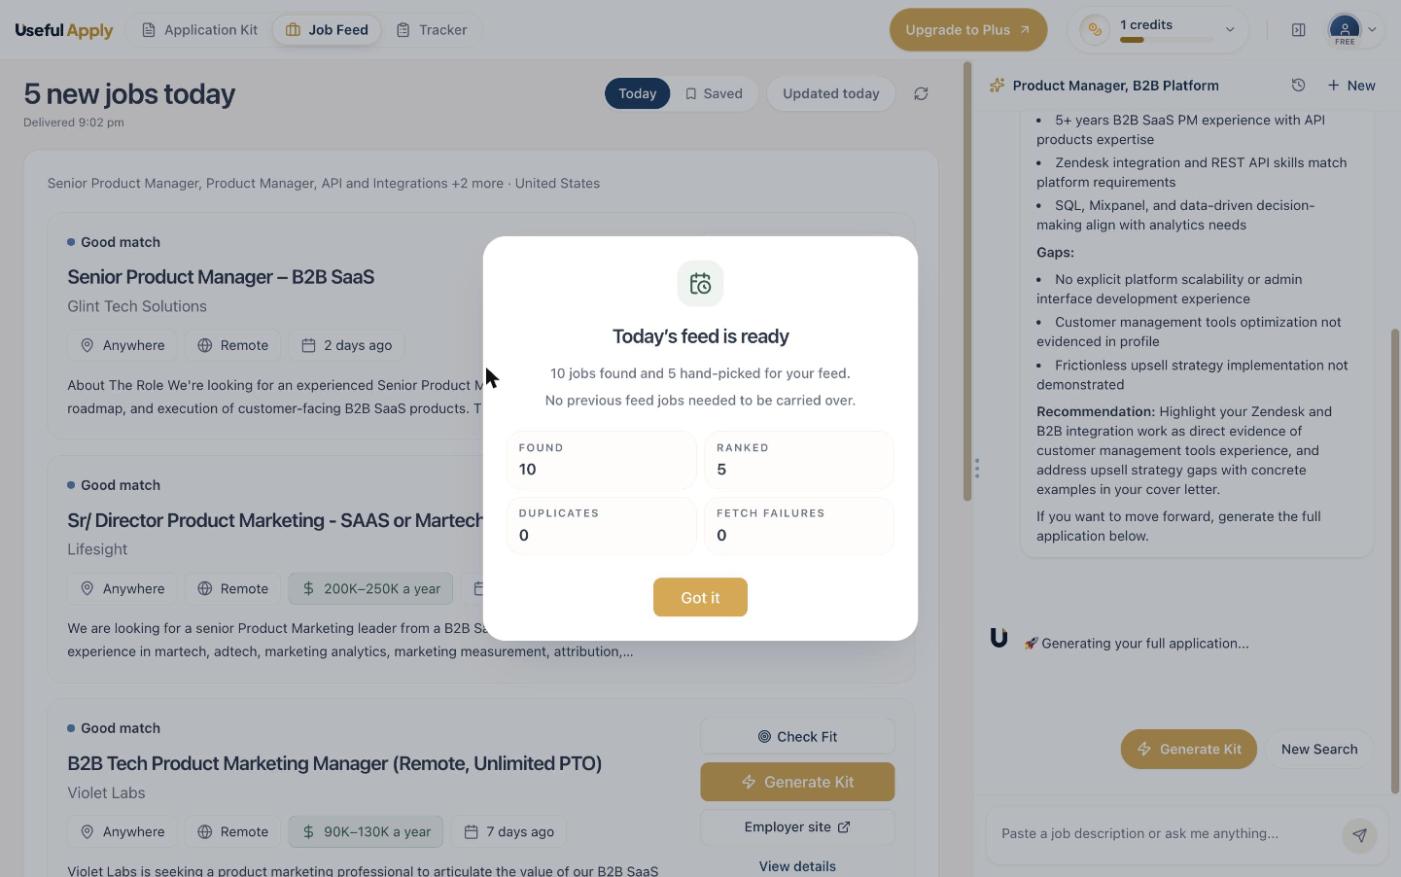 UsefulApply
Application Kit
Job Feed
Tracker
Upgrade to Plus
1 credits
FREE
5 new jobs today
Delivered 9:02 pm
Today
Saved
Updated today
Senior Product Manager, Product Manager, API and Integrations +2 more · United States
Good match
Senior Product Manager – B2B SaaS
Glint Tech Solutions
Anywhere
Remote
2 days ago
About The Role We're looking for an experienced Senior Product M
roadmap, and execution of customer-facing B2B SaaS products. T
Good match
Sr/ Director Product Marketing - SAAS or Martech
Lifesight
Anywhere
Remote
200K–250K a year
We are looking for a senior Product Marketing leader from a B2B Sa
experience in martech, adtech, marketing analytics, marketing measurement, attribution,...
Good match
B2B Tech Product Marketing Manager (Remote, Unlimited PTO)
Violet Labs
Anywhere
Remote
90K–130K a year
7 days ago
Violet Labs is seeking a product marketing professional to articulate the value of our B2B SaaS
Check Fit
Generate Kit
Employer site
View details
Today's feed is ready
10 jobs found and 5 hand-picked for your feed.
No previous feed jobs needed to be carried over.
FOUND
10
RANKED
5
DUPLICATES
0
FETCH FAILURES
0
Got it
Product Manager, B2B Platform
+ New
• 5+ years B2B SaaS PM experience with API
products expertise
• Zendesk integration and REST API skills match
platform requirements
• SQL, Mixpanel, and data-driven decision-
making align with analytics needs
Gaps:
• No explicit platform scalability or admin
interface development experience
• Customer management tools optimization not
evidenced in profile
• Frictionless upsell strategy implementation not
demonstrated
Recommendation: Highlight your Zendesk and
B2B integration work as direct evidence of
customer management tools experience, and
address upsell strategy gaps with concrete
examples in your cover letter.
If you want to move forward, generate the full
application below.
🚀 Generating your full application...
Generate Kit
New Search
Paste a job description or ask me anything...